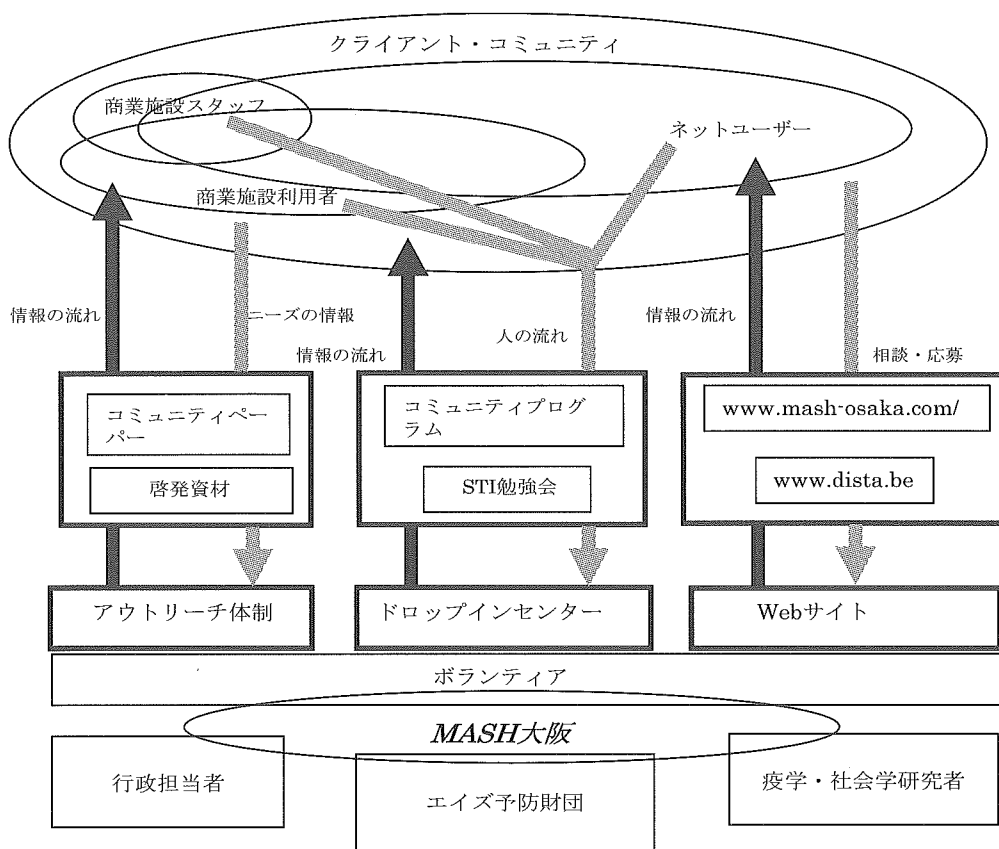 クライアント・コミュニティ
商業施設スタッフ
ネットユーザー
商業施設利用者
情報の流れ
ニーズの情報
情報の流れ
人の流れ
情報の流れ
相談・応募
コミュニティペー
パー
啓発資材
コミュニティプログ
ラム
STI勉強会
www.mash-osaka.com/
www.dista.be
アウトリーチ体制
ドロップインセンター
Webサイト
ボランティア
MASH大阪
行政担当者
エイズ予防財団
疫学・社会学研究者